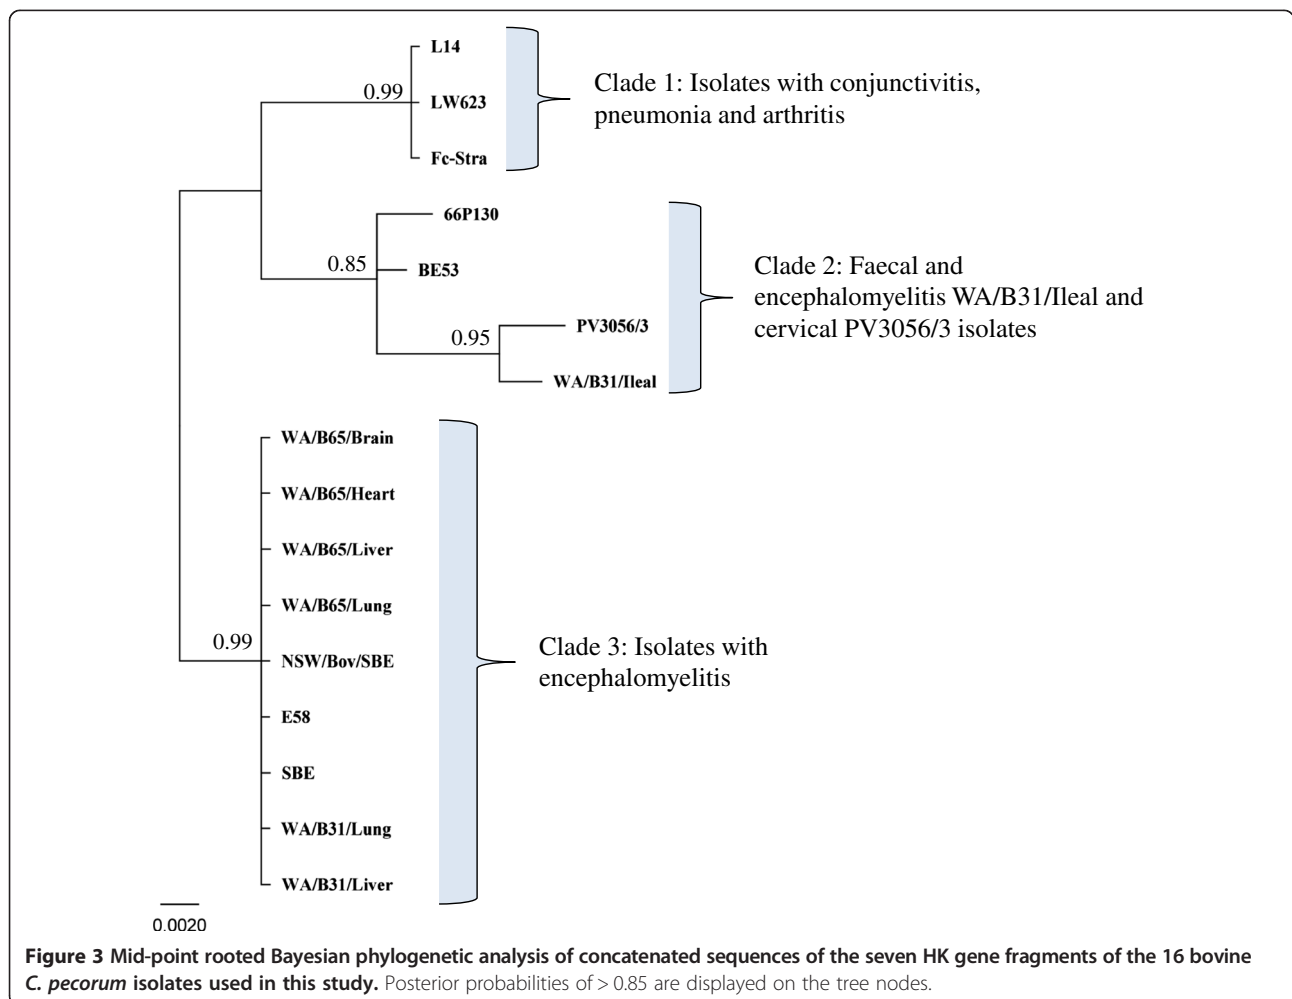 L14
0.99
LW623
Fc-Stra
Clade 1: Isolates with conjunctivitis,
pneumonia and arthritis
66P130
0.85
BE53
0.95
PV3056/3
WA/B31/Ileal
Clade 2: Faecal and
encephalomyelitis WA/B31/Ileal and
cervical PV3056/3 isolates
WA/B65/Brain
WA/B65/Heart
WA/B65/Liver
WA/B65/Lung
0.99
NSW/Bov/SBE
E58
SBE
WA/B31/Lung
WA/B31/Liver
Clade 3: Isolates with
encephalomyelitis
0.0020
Figure 3 Mid-point rooted Bayesian phylogenetic analysis of concatenated sequences of the seven HK gene fragments of the 16 bovine
C. pecorum isolates used in this study. Posterior probabilities of > 0.85 are displayed on the tree nodes.